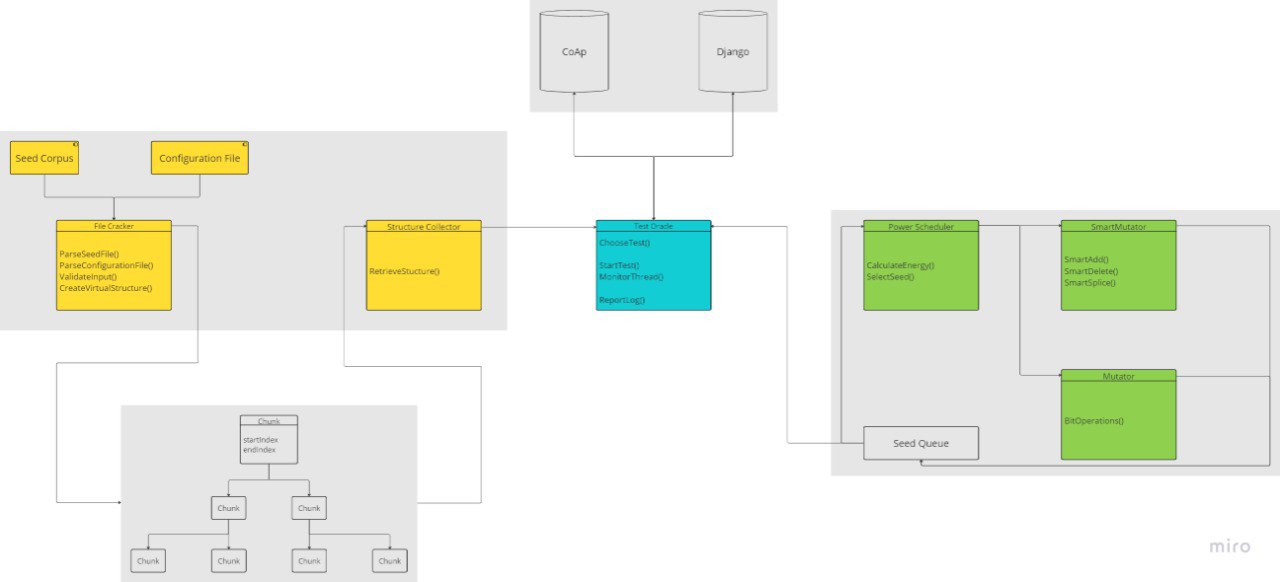 CoAp
Django
Seed Corpus
Configuration File
File Cracker
ParseSeedFile()
ParseConfigurationFile()
ValidateInput()
CreateVirtualStructure()
Structure Collector
RetrieveStucture()
Test Drade
ChooseTest()
StartTest()
MonitorThread()
ReportLog()
Power Scheduler
CalculateEnergy()
SelectSeed()
SmartMutator
SmartAdd()
SmartDelete()
SmartSplice()
Mutator
BitOperations()
Seed Queue
Chunk
startIndex
endIndex
Chunk
Chunk
Chunk
Chunk
Chunk
Chunk
miro